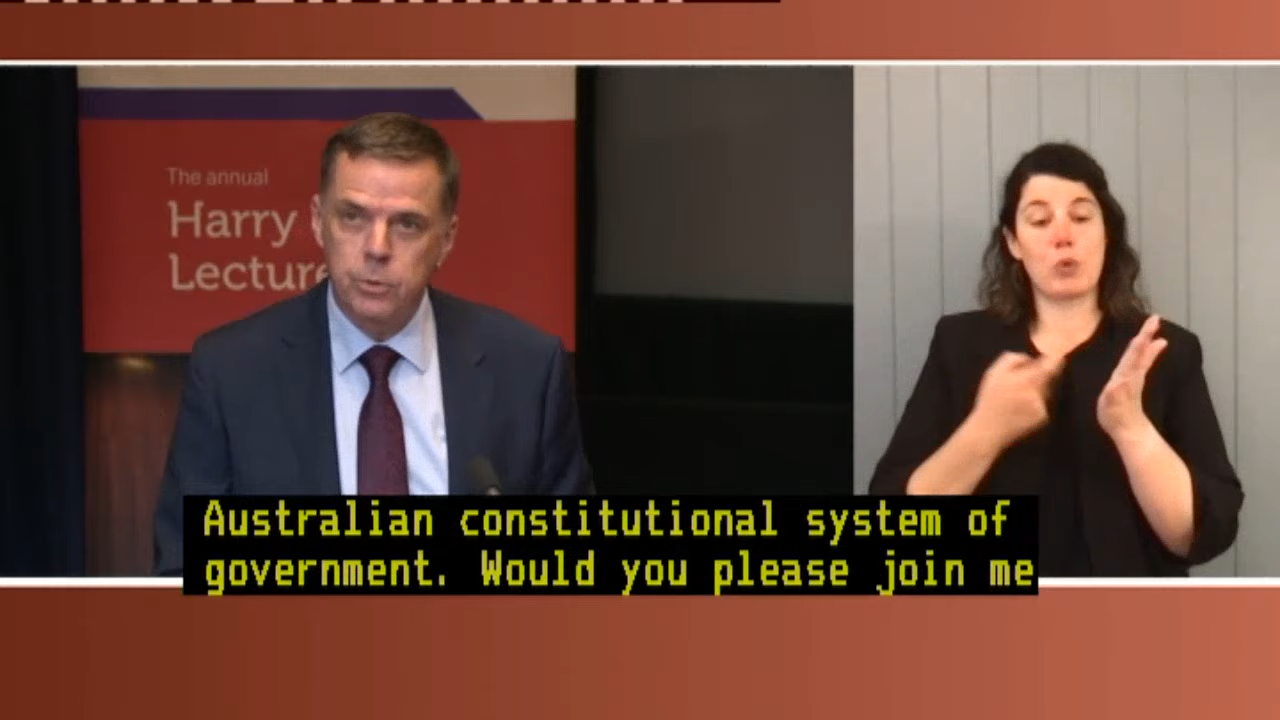 The annual
Harry
Lecture
Australian constitutional system of
government. Would you please join me